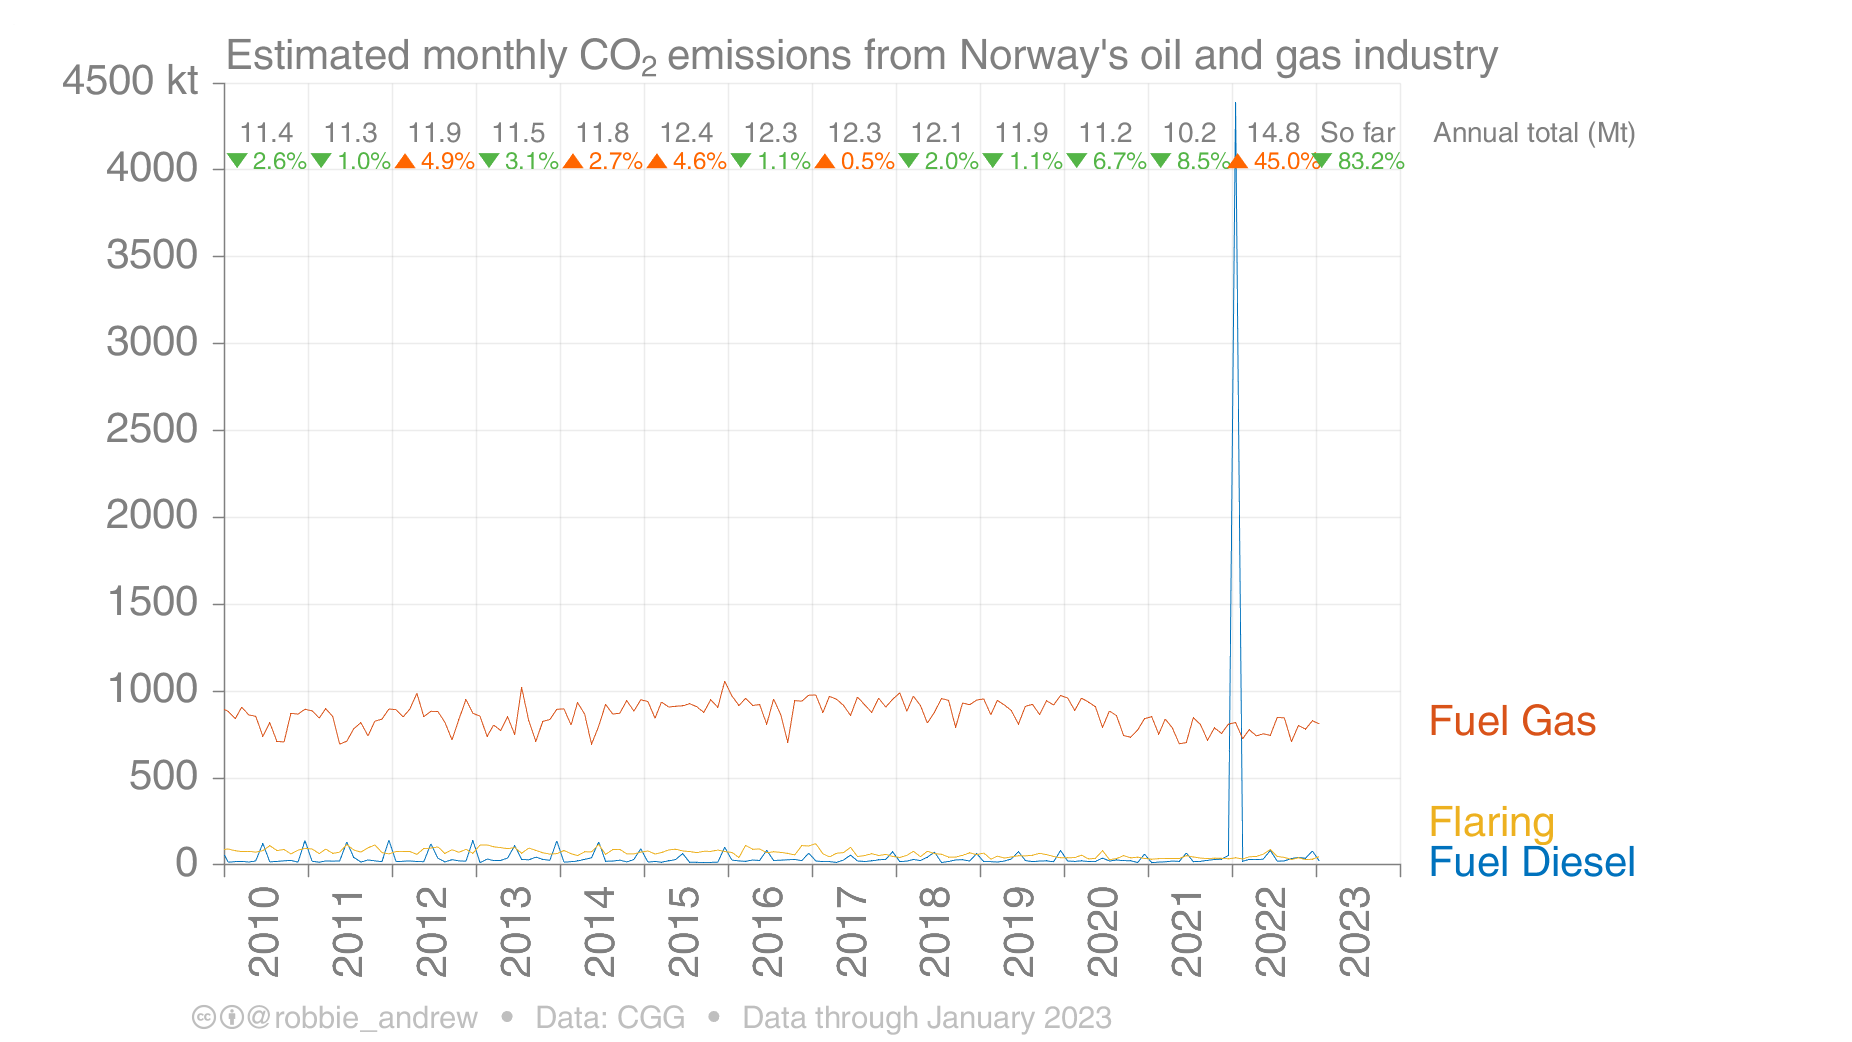 Estimated monthly CO₂ emissions from Norway's oil and gas industry
4500 kt
11.4 11.3 11.9 11.5 11.8 12.4 12.3 12.3 12.1 11.9 11.2 10.2 14.8 So far Annual total (Mt)
▼ 2.6% ▼ 1.0% ▲ 4.9% ▼ 3.1% ▲ 2.7% ▲ 4.6% ▼ 1.1% ▲ 0.5% ▼ 2.0% ▼ 1.1% ▼ 6.7% ▼ 8.5% ▲ 45.0% ▼ 83.2%
4000
3500
3000
2500
2000
1500
1000
Fuel Gas
500
Flaring
0
Fuel Diesel
2010 2011 2012 2013 2014 2015 2016 2017 2018 2019 2020 2021 2022 2023
cc @robbie_andrew • Data: CGG • Data through January 2023